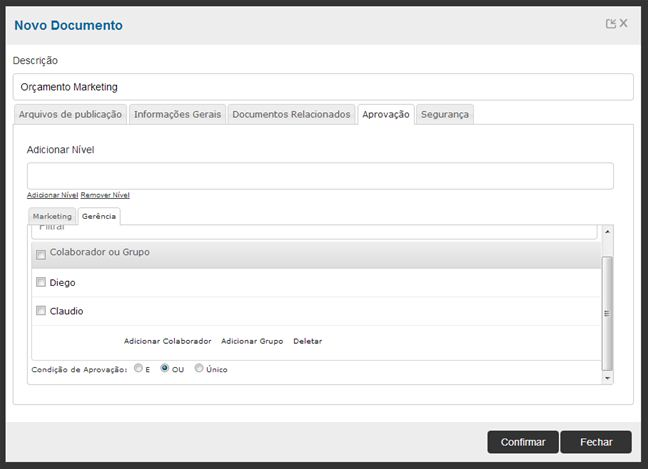 Novo Documento
Descrição
Orçamento Marketing
Arquivos de publicação Informações Gerais Documentos Relacionados Aprovação Segurança
Adicionar Nível
Adicionar Nível Remover Nível
Marketing Gerência
Filtrar
Colaborador ou Grupo
Diego
Claudio
Adicionar Colaborador Adicionar Grupo Deletar
Condição de Aprovação: E OU Único
Confirmar Fechar